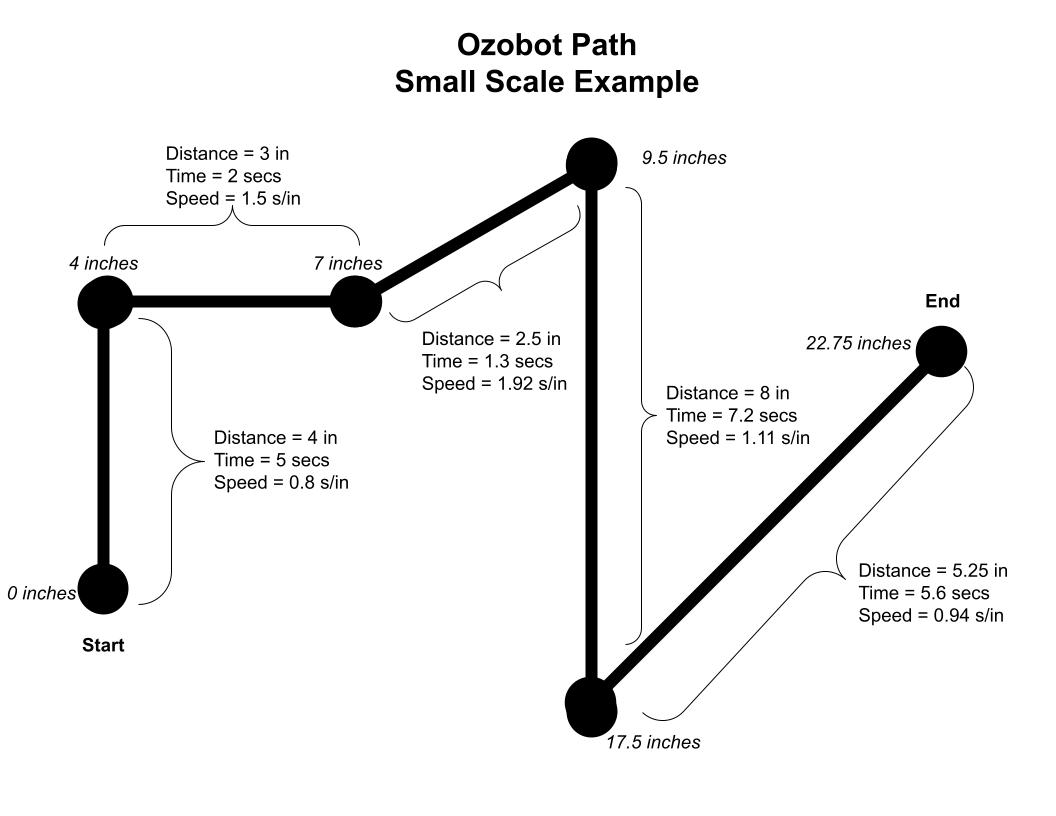 Ozobot Path
Small Scale Example
Distance = 3 in
Time = 2 secs
Speed = 1.5 s/in
9.5 inches
4 inches
7 inches
Distance = 2.5 in
Time = 1.3 secs
Speed = 1.92 s/in
End
22.75 inches
Distance = 8 in
Time = 7.2 secs
Speed = 1.11 s/in
Distance = 4 in
Time = 5 secs
Speed = 0.8 s/in
Distance = 5.25 in
Time = 5.6 secs
Speed = 0.94 s/in
0 inches
Start
17.5 inches